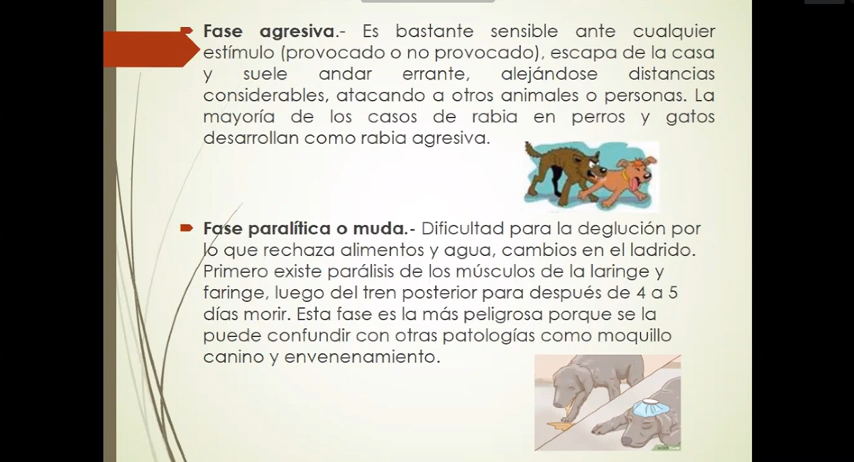 Fase agresiva.- Es bastante sensible ante cualquier
estímulo (provocado o no provocado), escapa de la casa
y suele andar errante, alejándose distancias
considerables, atacando a otros animales o personas. La
mayoría de los casos de rabia en perros y gatos
desarrollan como rabia agresiva.
Fase paralítica o muda.- Dificultad para la deglución por
lo que rechaza alimentos y agua, cambios en el ladrido.
Primero existe parálisis de los músculos de la laringe y
faringe, luego del tren posterior para después de 4 a 5
días morir. Esta fase es la más peligrosa porque se la
puede confundir con otras patologías como moquillo
canino y envenenamiento.